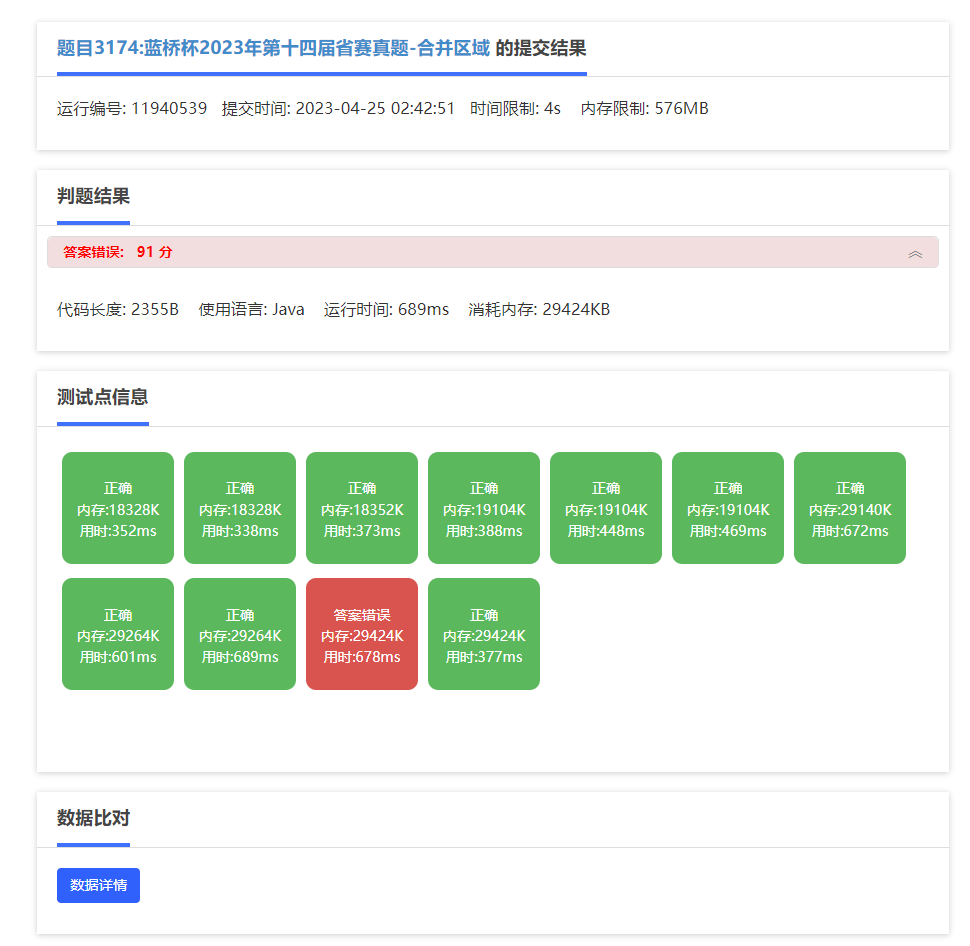 题目3174:蓝桥杯2023年第十四届省赛真题-合并区域 的提交结果
运行编号: 11940539 提交时间: 2023-04-25 02:42:51 时间限制: 4s 内存限制: 576MB
判题结果
答案错误: 91 分
代码长度: 2355B 使用语言: Java 运行时间: 689ms 消耗内存: 29424KB
测试点信息
正确
内存:18328K
用时:352ms
正确
内存:18328K
用时:338ms
正确
内存:18352K
用时:373ms
正确
内存:19104K
用时:388ms
正确
内存:19104K
用时:448ms
正确
内存:19104K
用时:469ms
正确
内存:29140K
用时:672ms
正确
内存:29264K
用时:601ms
正确
内存:29264K
用时:689ms
答案错误
内存:29424K
用时:678ms
正确
内存:29424K
用时:377ms
数据比对
数据详情